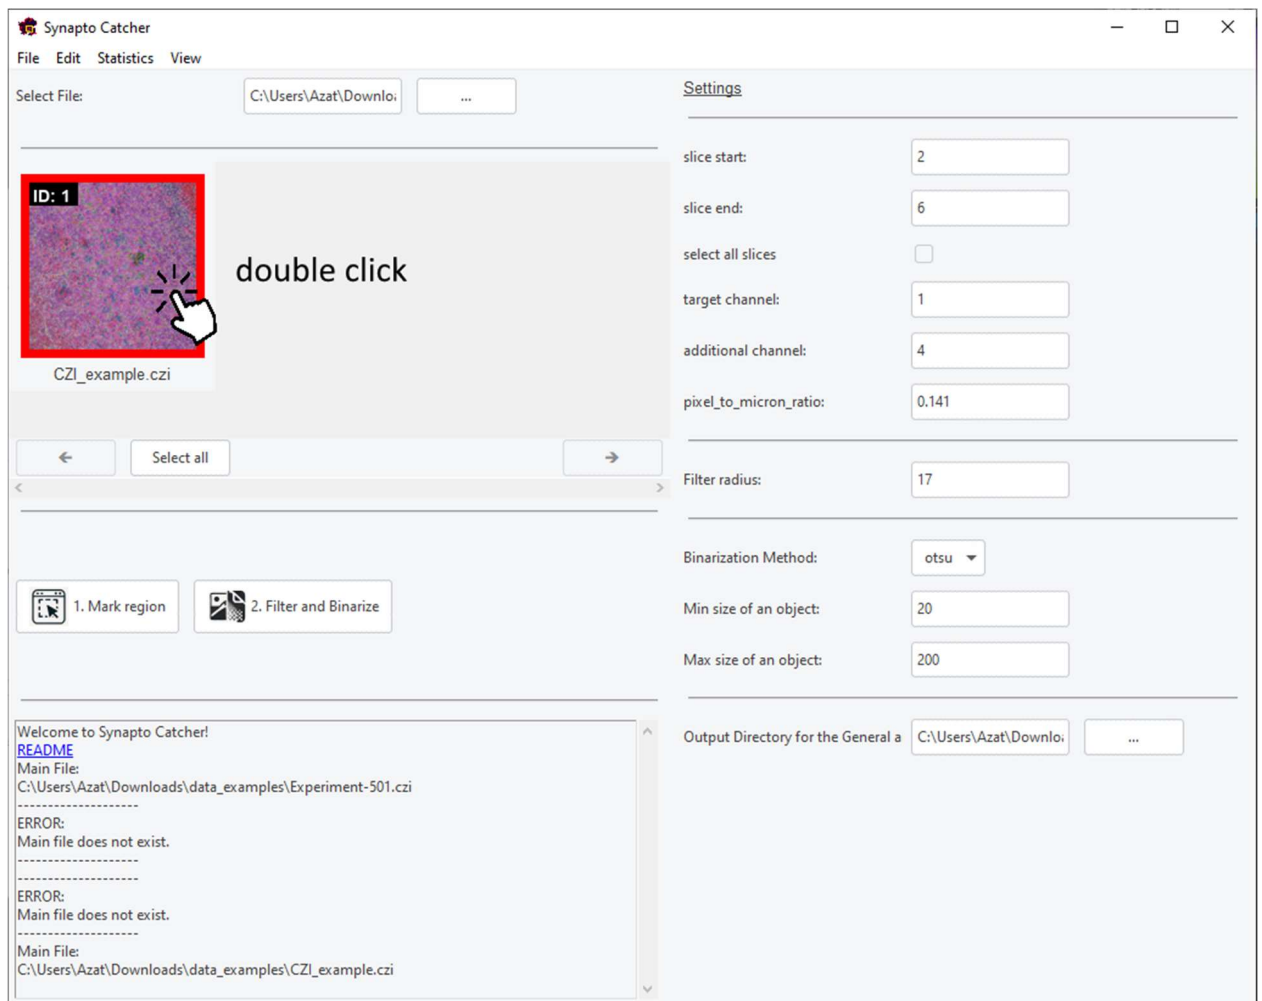 Synapto Catcher
File Edit Statistics View
Select File:
C:\Users\Azat\Downloa
...
ID: 1
double click
CZI_example.czi
Select all
1. Mark region
2. Filter and Binarize
Welcome to Synapto Catcher!
README
Main File:
C:\Users\Azat\Downloads\data_examples\Experiment-501.czi
--------------------
ERROR:
Main file does not exist.
--------------------
--------------------
ERROR:
Main file does not exist.
--------------------
Main File:
C:\Users\Azat\Downloads\data_examples\CZI_example.czi
Settings
slice start: 2
slice end: 6
select all slices
target channel: 1
additional channel: 4
pixel_to_micron_ratio: 0.141
Filter radius: 17
Binarization Method: otsu
Min size of an object: 20
Max size of an object: 200
Output Directory for the General a C:\Users\Azat\Downloa ...